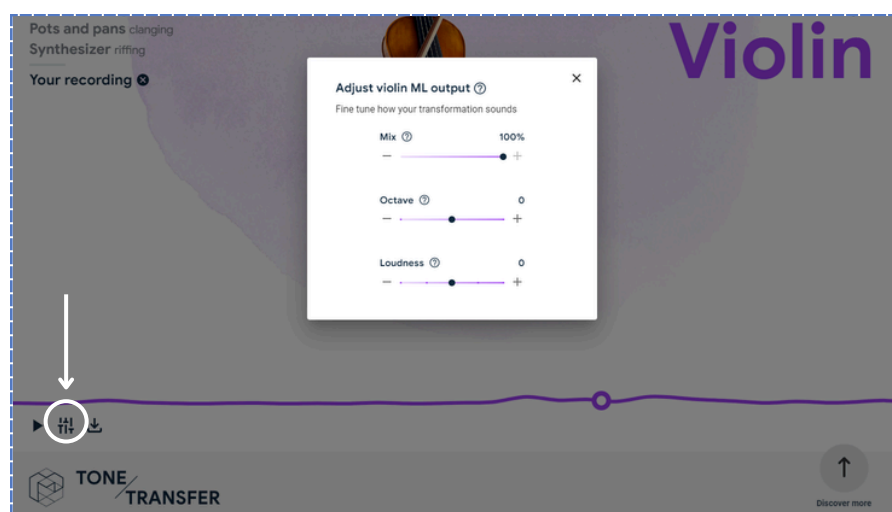 Pots and pans clanging
Synthesizer riffing
Your recording
Violin
Adjust violin ML output
Fine tune how your transformation sounds
Mix 100%
Octave 0
Loudness 0
TONE
TRANSFER
Discover more